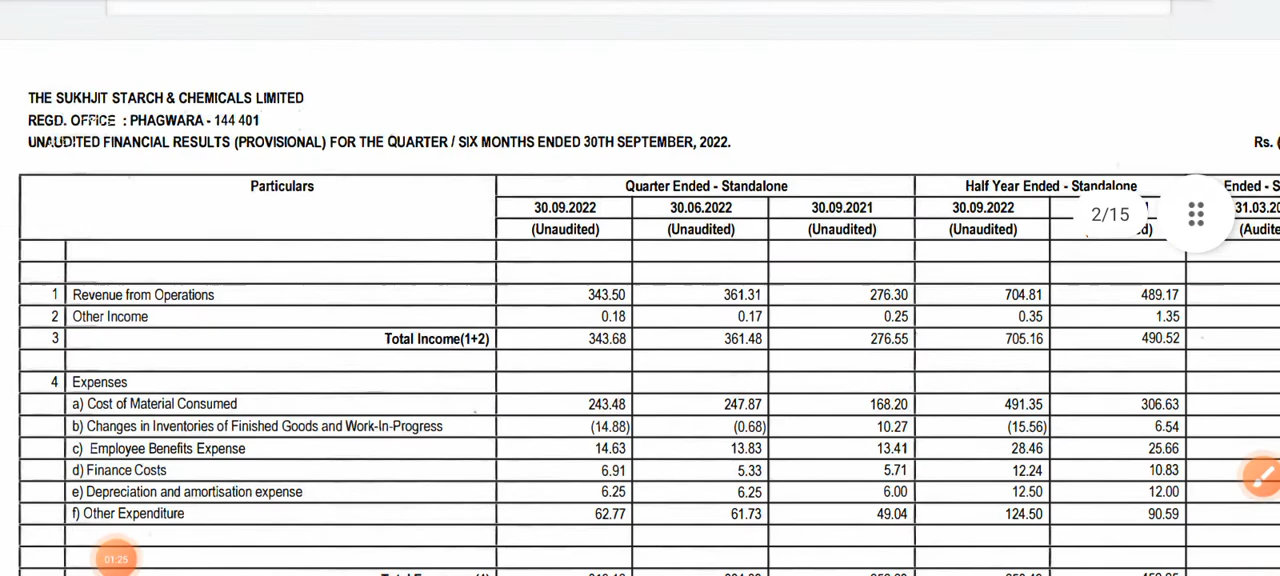 THE SUKHJIT STARCH & CHEMICALS LIMITED
REGD. OFFICE : PHAGWARA - 144 401
UNAUDITED FINANCIAL RESULTS (PROVISIONAL) FOR THE QUARTER / SIX MONTHS ENDED 30TH SEPTEMBER, 2022.
Rs. (
Particulars Quarter Ended - Standalone Half Year Ended - Standalone Ended - S
30.09.2022 30.06.2022 30.09.2021 30.09.2022 31.03.20
2/15
(Unaudited) (Unaudited) (Unaudited) (Unaudited) d) (Audite
1 Revenue from Operations 343.50 361.31 276.30 704.81 489.17
2 Other Income 0.18 0.17 0.25 0.35 1.35
3 Total Income(1+2) 343.68 361.48 276.55 705.16 490.52
4 Expenses
a) Cost of Material Consumed 243.48 247.87 168.20 491.35 306.63
b) Changes in Inventories of Finished Goods and Work-In-Progress (14.88) (0.68) 10.27 (15.56) 6.54
c) Employee Benefits Expense 14.63 13.83 13.41 28.46 25.66
d) Finance Costs 6.91 5.33 5.71 12.24 10.83
e) Depreciation and amortisation expense 6.25 6.25 6.00 12.50 12.00
f) Other Expenditure 62.77 61.73 49.04 124.50 90.59
01:25